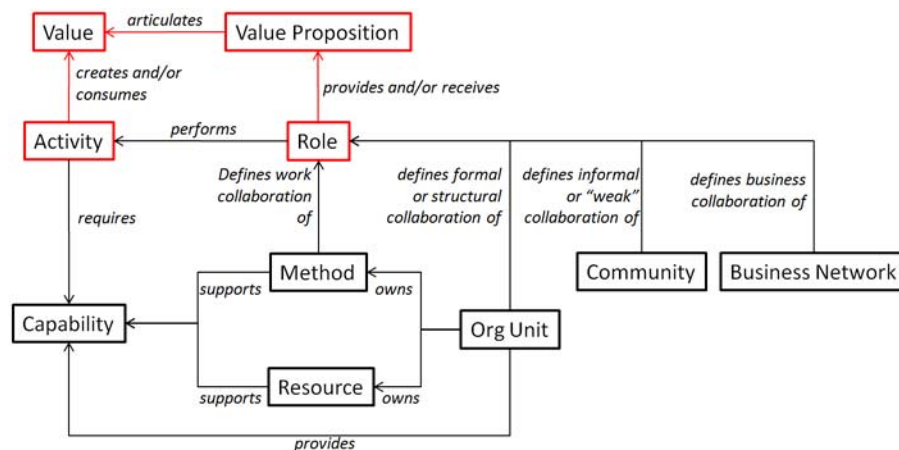 articulates
Value
Value Proposition
creates and/or
consumes
provides and/or receives
Activity
performs
Role
Defines work
collaboration
of
defines formal
or structural
collaboration of
defines informal
or “weak”
collaboration of
defines business
collaboration of
requires
Method
Community
Business Network
supports
owns
Capability
Org Unit
Resource
supports
owns
provides